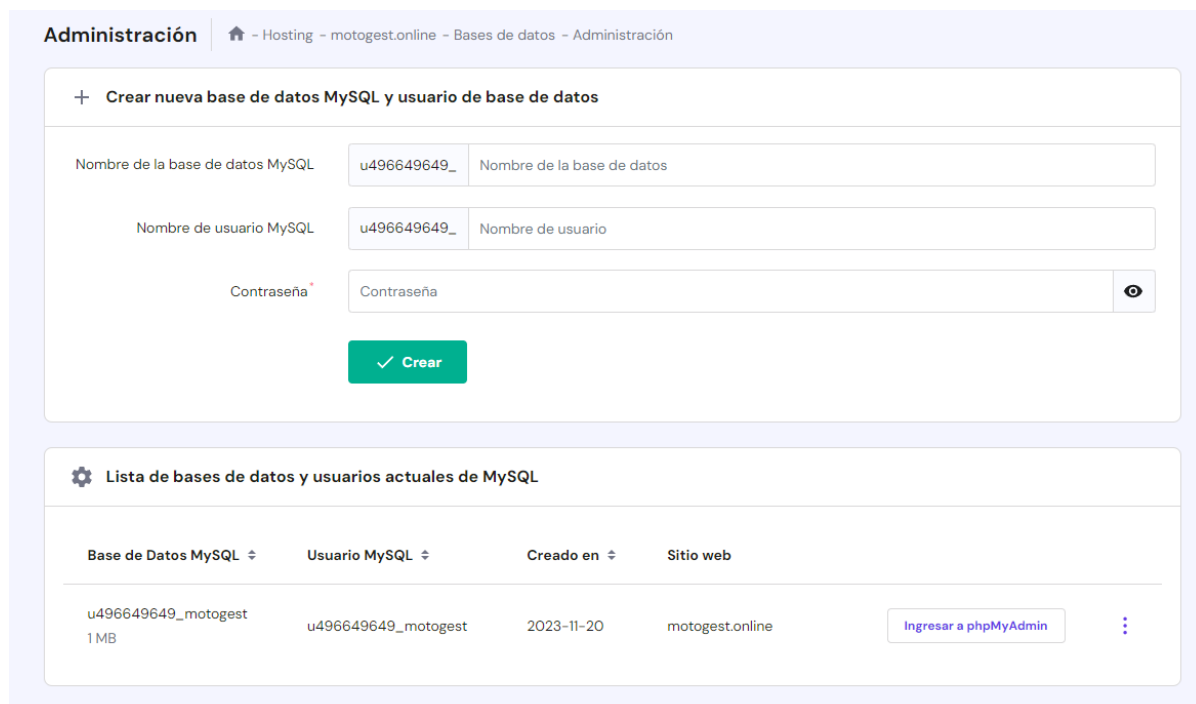 Administración - Hosting - motogest.online - Bases de datos - Administración
Crear nueva base de datos MySQL y usuario de base de datos
Nombre de la base de datos MySQL u496649649_ Nombre de la base de datos
Nombre de usuario MySQL u496649649_ Nombre de usuario
Contraseña* Contraseña
Crear
Lista de bases de datos y usuarios actuales de MySQL
Base de Datos MySQL Usuario MySQL Creado en Sitio web
u496649649_motogest u496649649_motogest 2023-11-20 motogest.online Ingresar a phpMyAdmin
1 MB